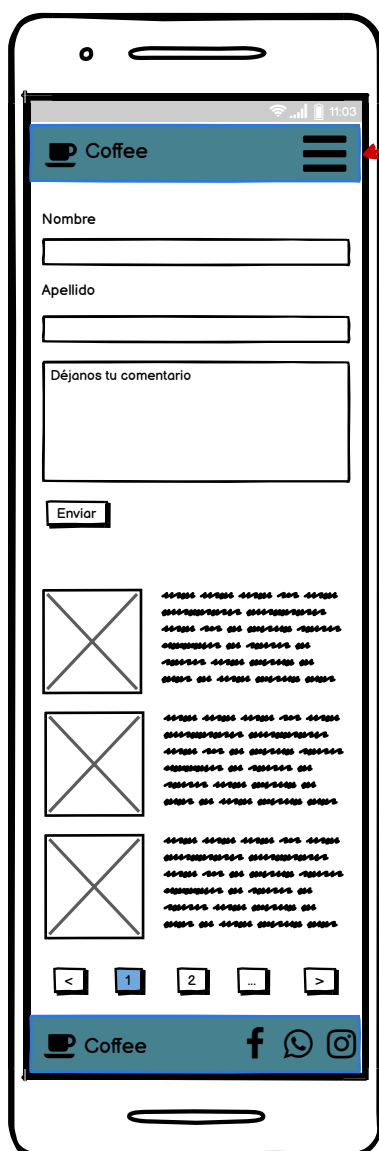 11:03
Coffee
Nombre
Apellido
Déjanos tu comentario
Enviar
< 1 2 ... >
Coffee